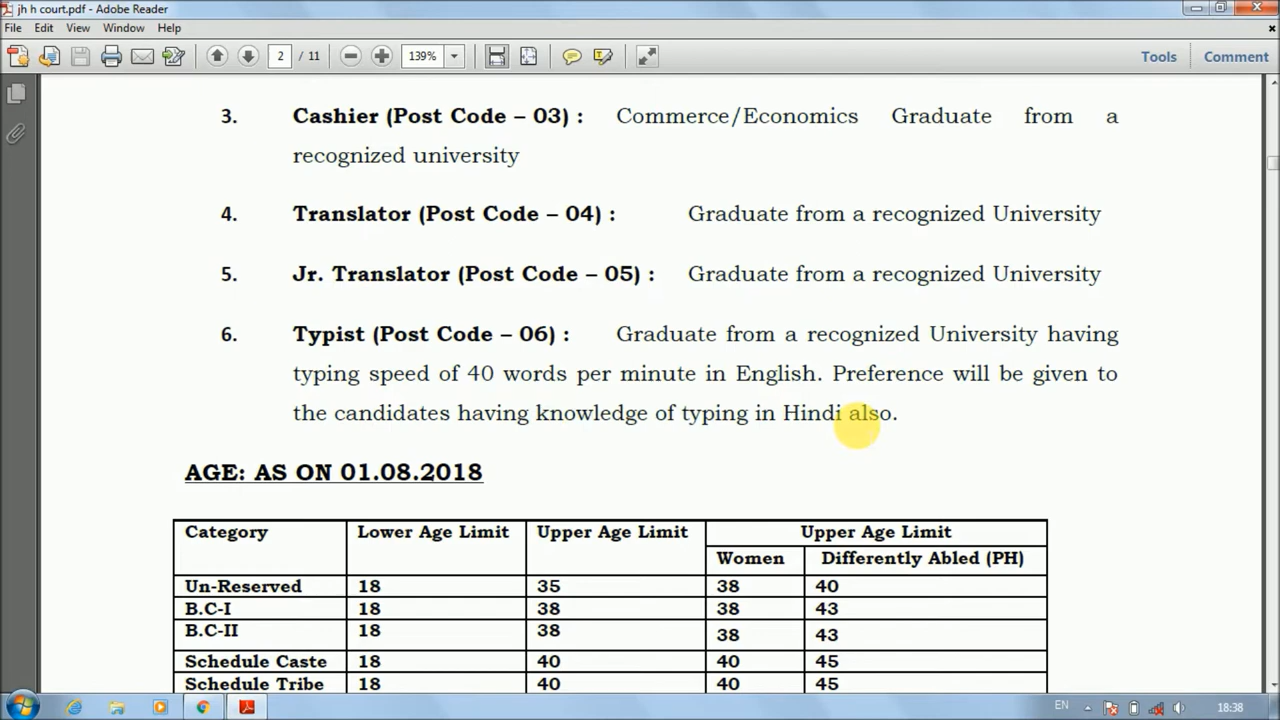 jh h court.pdf - Adobe Reader
File Edit View Window Help
2 / 11 139% Tools Comment
3. Cashier (Post Code – 03) : Commerce/Economics Graduate from a
recognized university
4. Translator (Post Code – 04) : Graduate from a recognized University
5. Jr. Translator (Post Code – 05) : Graduate from a recognized University
6. Typist (Post Code – 06) : Graduate from a recognized University having
typing speed of 40 words per minute in English. Preference will be given to
the candidates having knowledge of typing in Hindi also.
AGE: AS ON 01.08.2018
Category Lower Age Limit Upper Age Limit Upper Age Limit
Women Differently Abled (PH)
Un-Reserved 18 35 38 40
B.C-I 18 38 38 43
B.C-II 18 38 38 43
Schedule Caste 18 40 40 45
Schedule Tribe 18 40 40 45
EN 18:38